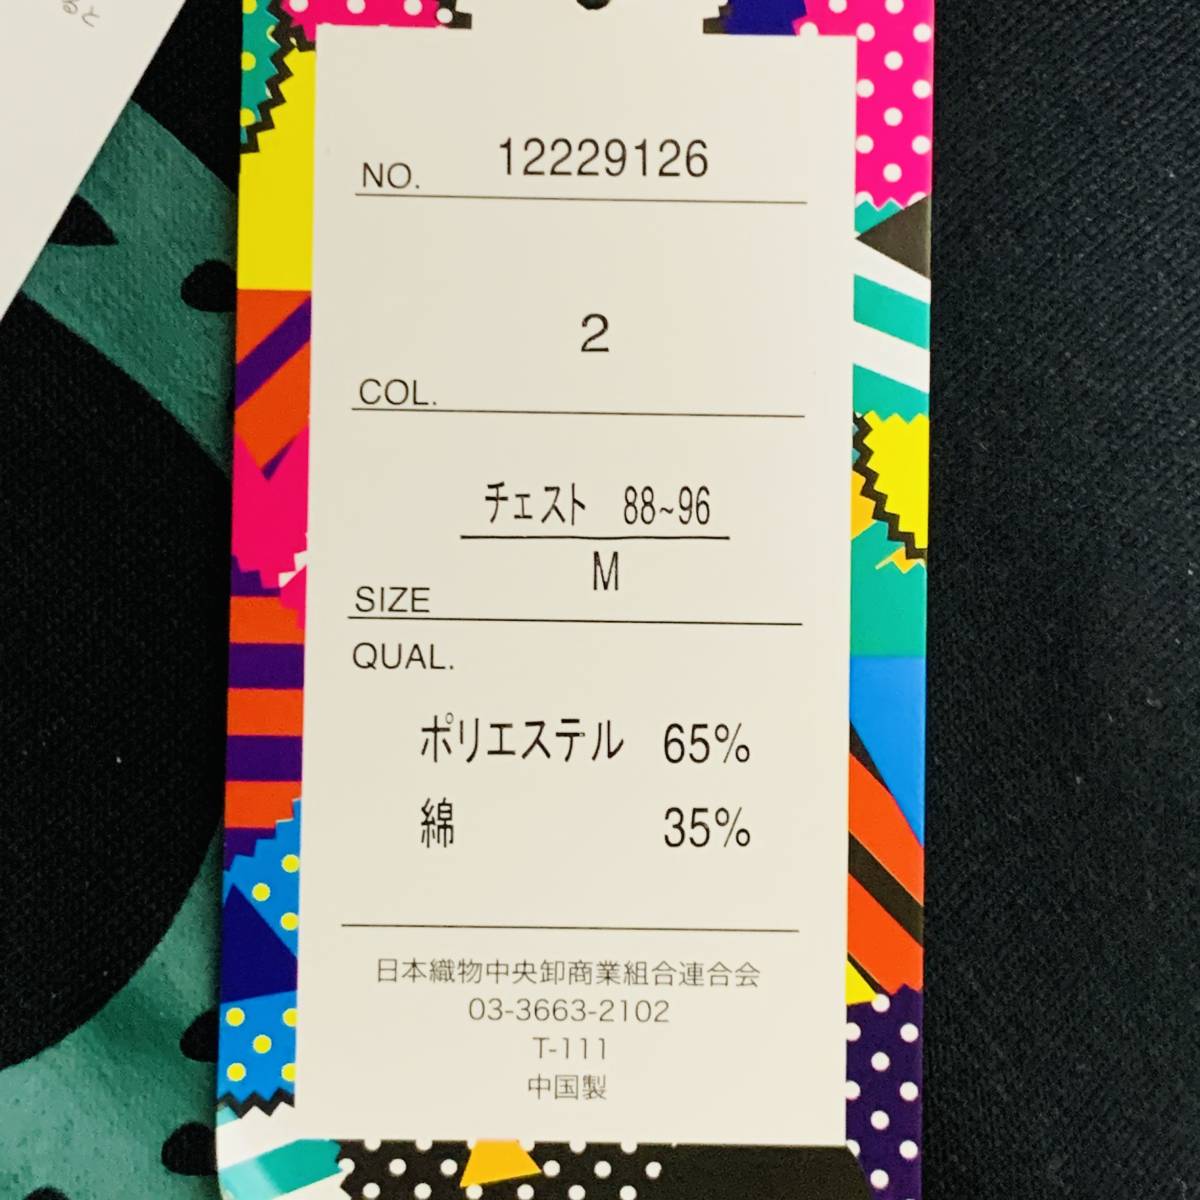 ると
NO. 12229126
2
COL.
チェスト 88~96
M
SIZE
QUAL.
ポリエステル 65%
綿 35%
日本織物中央卸商業組合連合会
03-3663-2102
T-111
中国製